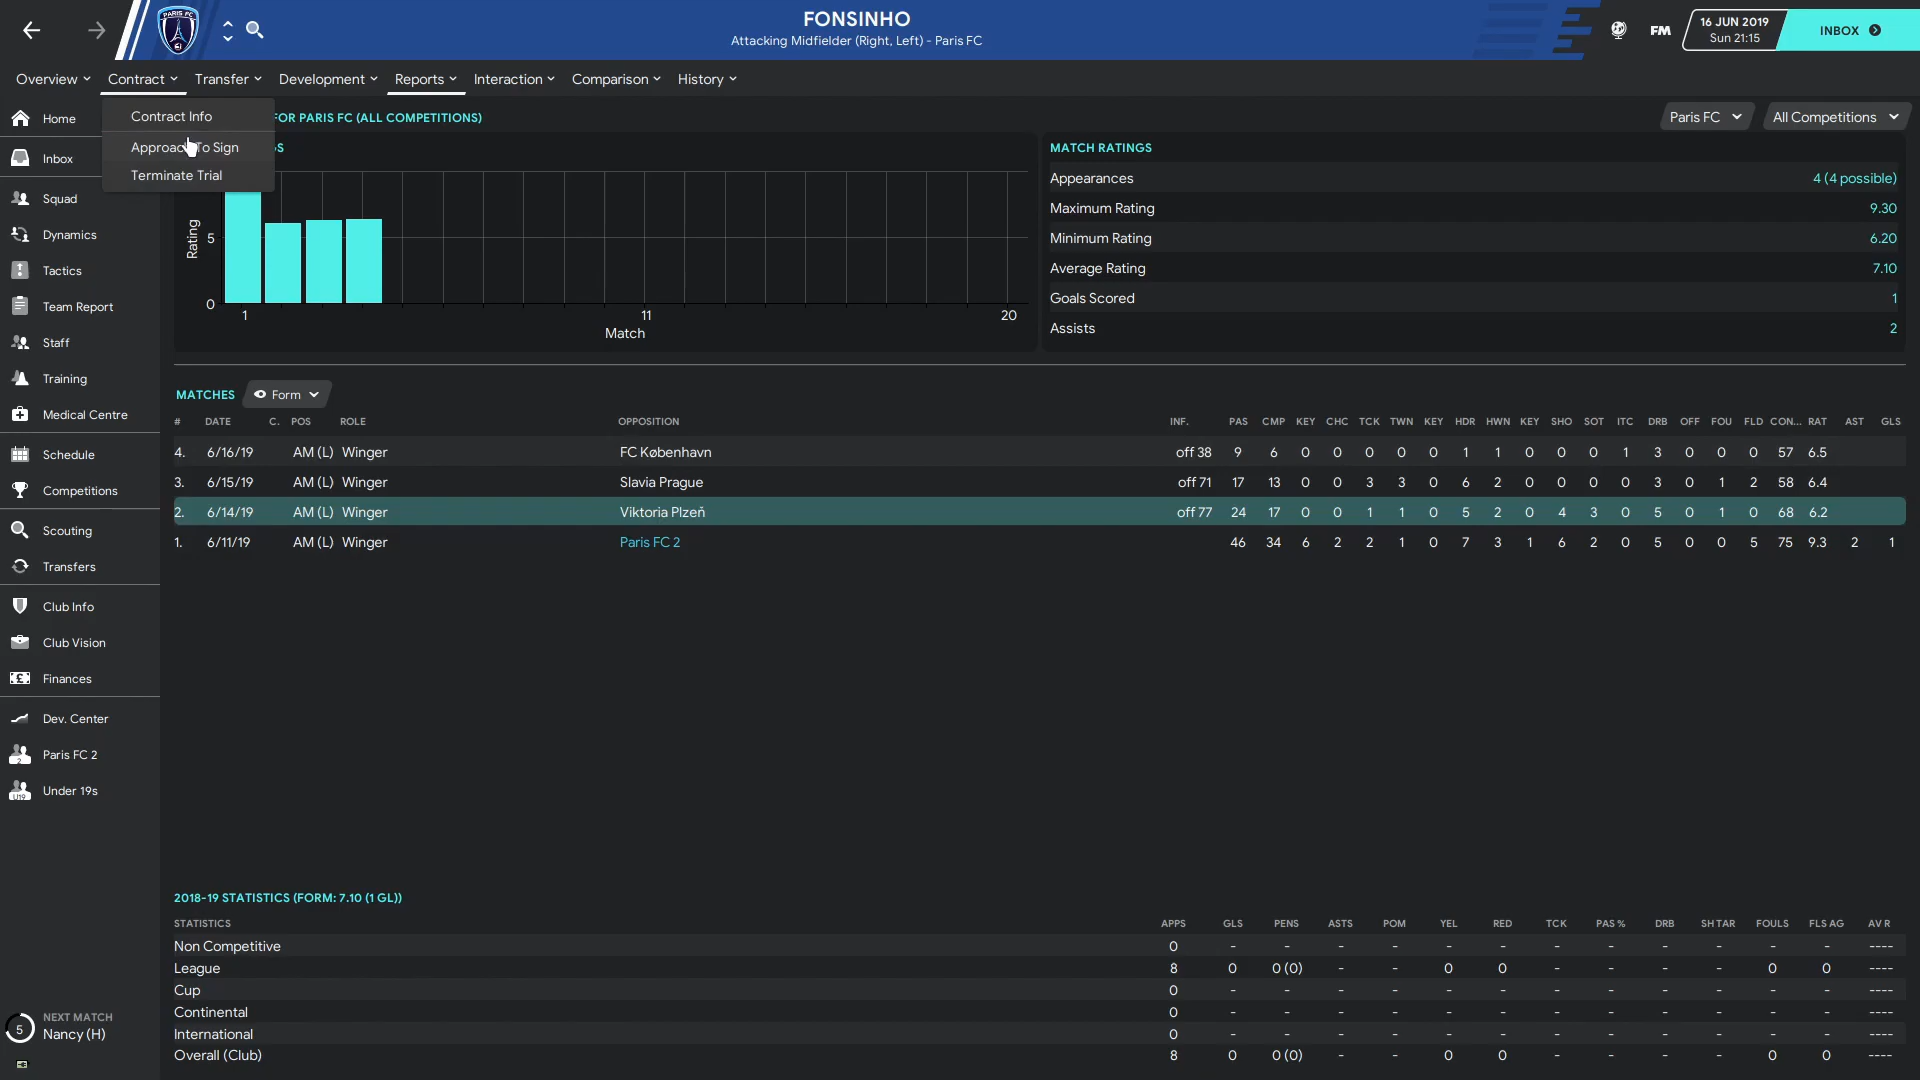 PARIS FC
FONSINHO
Attacking Midfielder (Right, Left) - Paris FC
FM
16 JUN 2019
Sun 21:15
INBOX
Overview Contract Transfer Development Reports Interaction Comparison History
Home
Inbox
Squad
Dynamics
Tactics
Team Report
Staff
Training
Medical Centre
Schedule
Competitions
Scouting
Transfers
Club Info
Club Vision
£ Finances
Dev. Center
2 Paris FC 2
U19 Under 19s
5 NEXT MATCH
Nancy (H)
Contract Info
To Sign
Terminate Trial
FOR PARIS FC (ALL COMPETITIONS)
Paris FC All Competitions
Rating
5
0
1 11 20
Match
MATCH RATINGS
Appearances 4 (4 possible)
Maximum Rating 9.30
Minimum Rating 6.20
Average Rating 7.10
Goals Scored 1
Assists 2
MATCHES Form
# DATE C. POS ROLE OPPOSITION INF. PAS CMP KEY CHC TCK TWN KEY HDR HWN KEY SHO SOT ITC DRB OFF FOU FLD CON... RAT AST GLS
4. 6/16/19 AM (L) Winger FC København off 38 9 6 0 0 0 0 0 1 1 0 0 0 1 3 0 0 0 57 6.5
3. 6/15/19 AM (L) Winger Slavia Prague off 71 17 13 0 0 3 3 0 6 2 0 0 0 0 3 0 1 2 58 6.4
2. 6/14/19 AM (L) Winger Viktoria Plzeň off 77 24 17 0 0 1 1 0 5 2 0 4 3 0 5 0 1 0 68 6.2
1. 6/11/19 AM (L) Winger Paris FC 2 46 34 6 2 2 1 0 7 3 1 6 2 0 5 0 0 5 75 9.3 2 1
2018-19 STATISTICS (FORM: 7.10 (1 GL))
STATISTICS APPS GLS PENS ASTS POM YEL RED TCK PAS % DRB SH TAR FOULS FLS AG AV R
Non Competitive 0 - - - - - - - - - - - - ----
League 8 0 0 (0) - - 0 0 - - - - 0 0 ----
Cup 0 - - - - - - - - - - - - ----
Continental 0 - - - - - - - - - - - - ----
International 0 - - - - - - - - - - - - ----
Overall (Club) 8 0 0 (0) - - 0 0 - - - - 0 0 ----